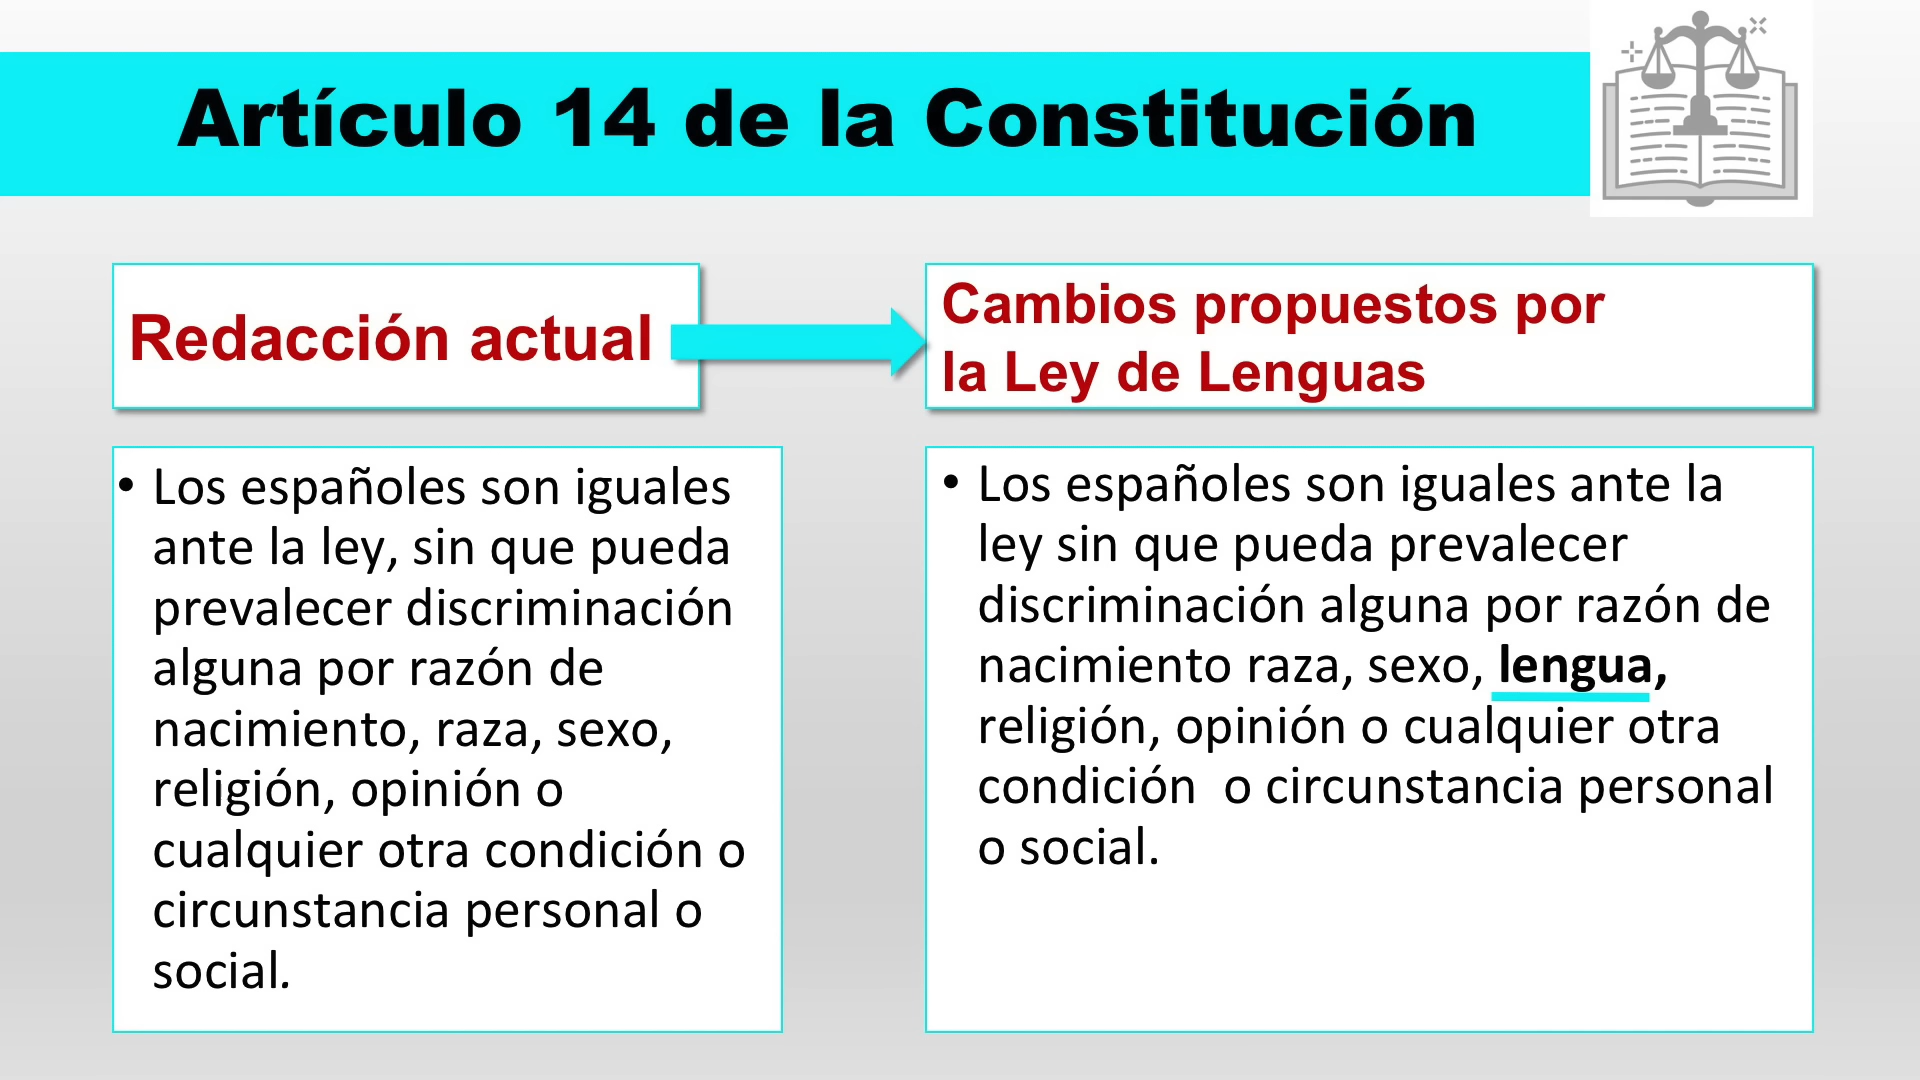 Artículo 14 de la Constitución
Redacción actual
Cambios propuestos por
la Ley de Lenguas
• Los españoles son iguales
ante la ley, sin que pueda
prevalecer discriminación
alguna por razón de
nacimiento, raza, sexo,
religión, opinión o
cualquier otra condición o
circunstancia personal o
social.
• Los españoles son iguales ante la
ley sin que pueda prevalecer
discriminación alguna por razón de
nacimiento raza, sexo, lengua,
religión, opinión o cualquier otra
condición  o circunstancia personal
o social.